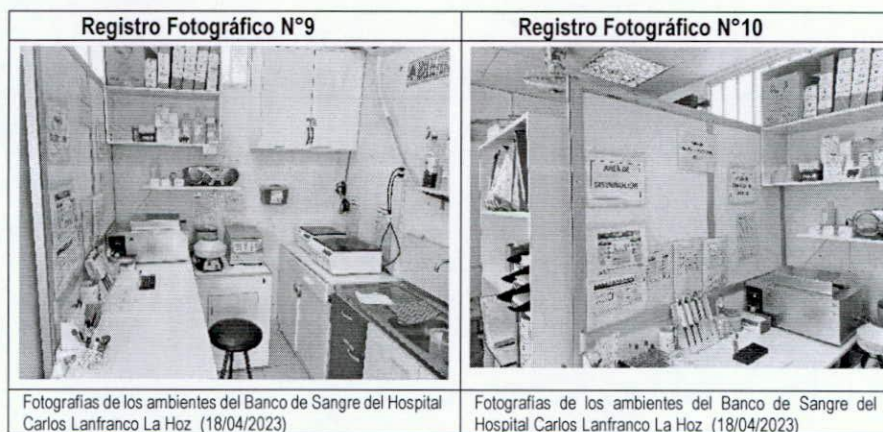 Registro Fotográfico N°9
Registro Fotográfico N°10
ÁREA DE
Fotografías de los ambientes del Banco de Sangre del Hospital
Carlos Lanfranco La Hoz (18/04/2023)
Fotografías de los ambientes del Banco de Sangre del
Hospital Carlos Lanfranco La Hoz (18/04/2023)